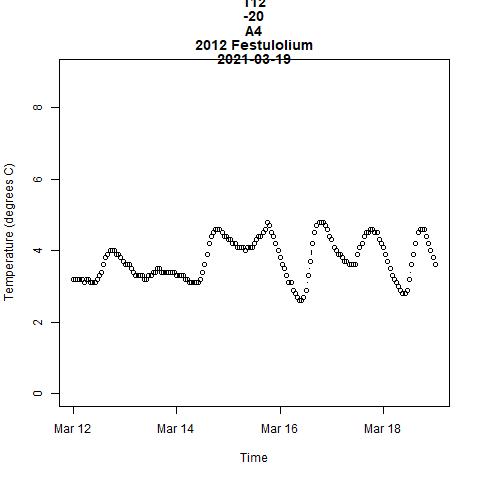 T12
-20
A4
2012 Festulolium
2021-03-19
Temperature (degrees C)
8
6
4
2
0
Mar 12 Mar 14 Mar 16 Mar 18
Time